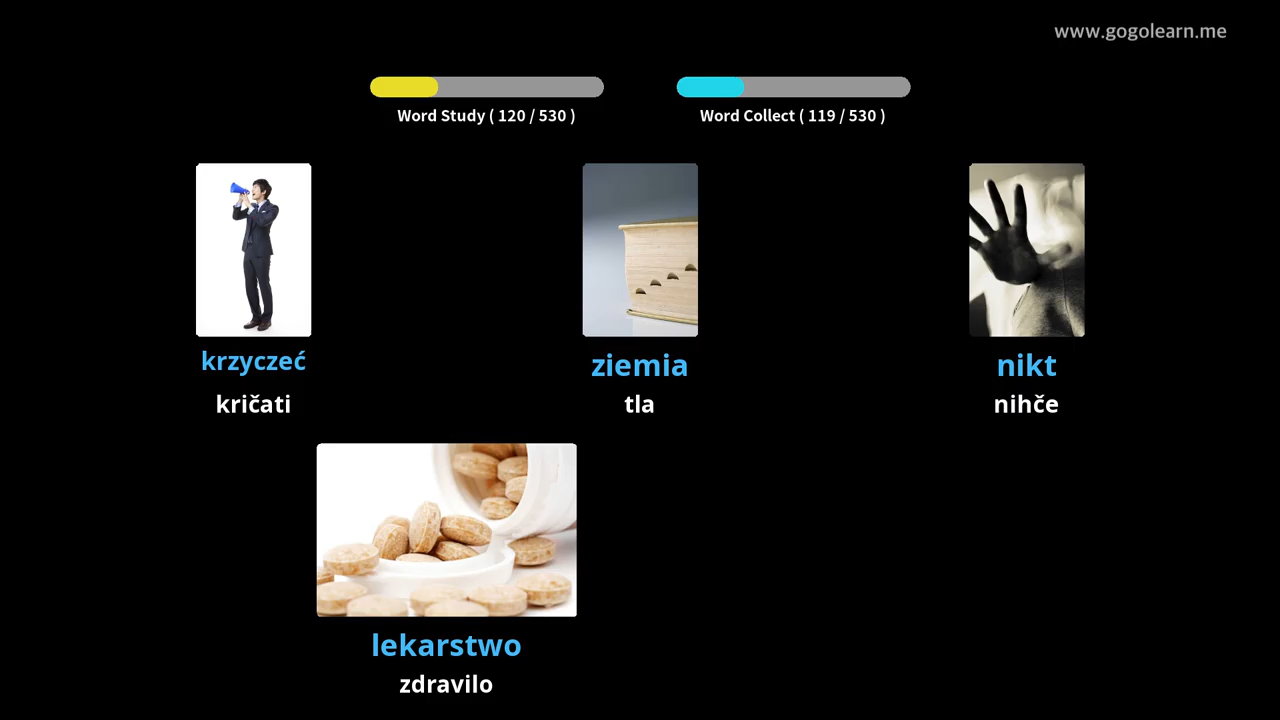 www.gogolearn.me
Word Study ( 120 / 530 )
Word Collect ( 119 / 530 )
krzyczeć
kričati
ziemia
tla
nikt
nihče
lekarstwo
zdravilo